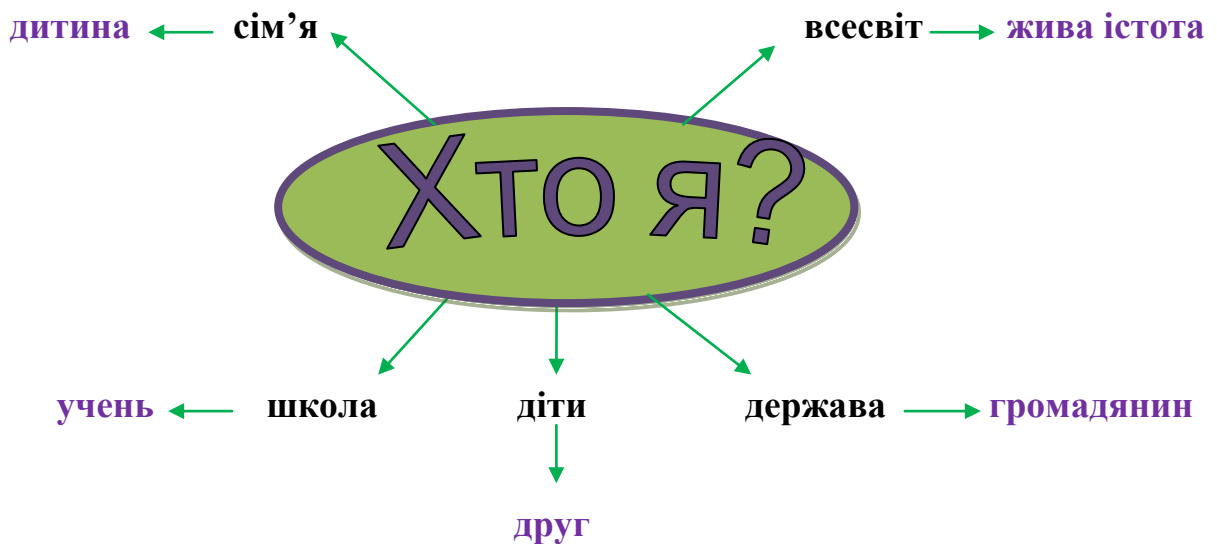 дитина сім’я всесвіт жива істота
Хто я?
учень школа діти держава громадянин
друг